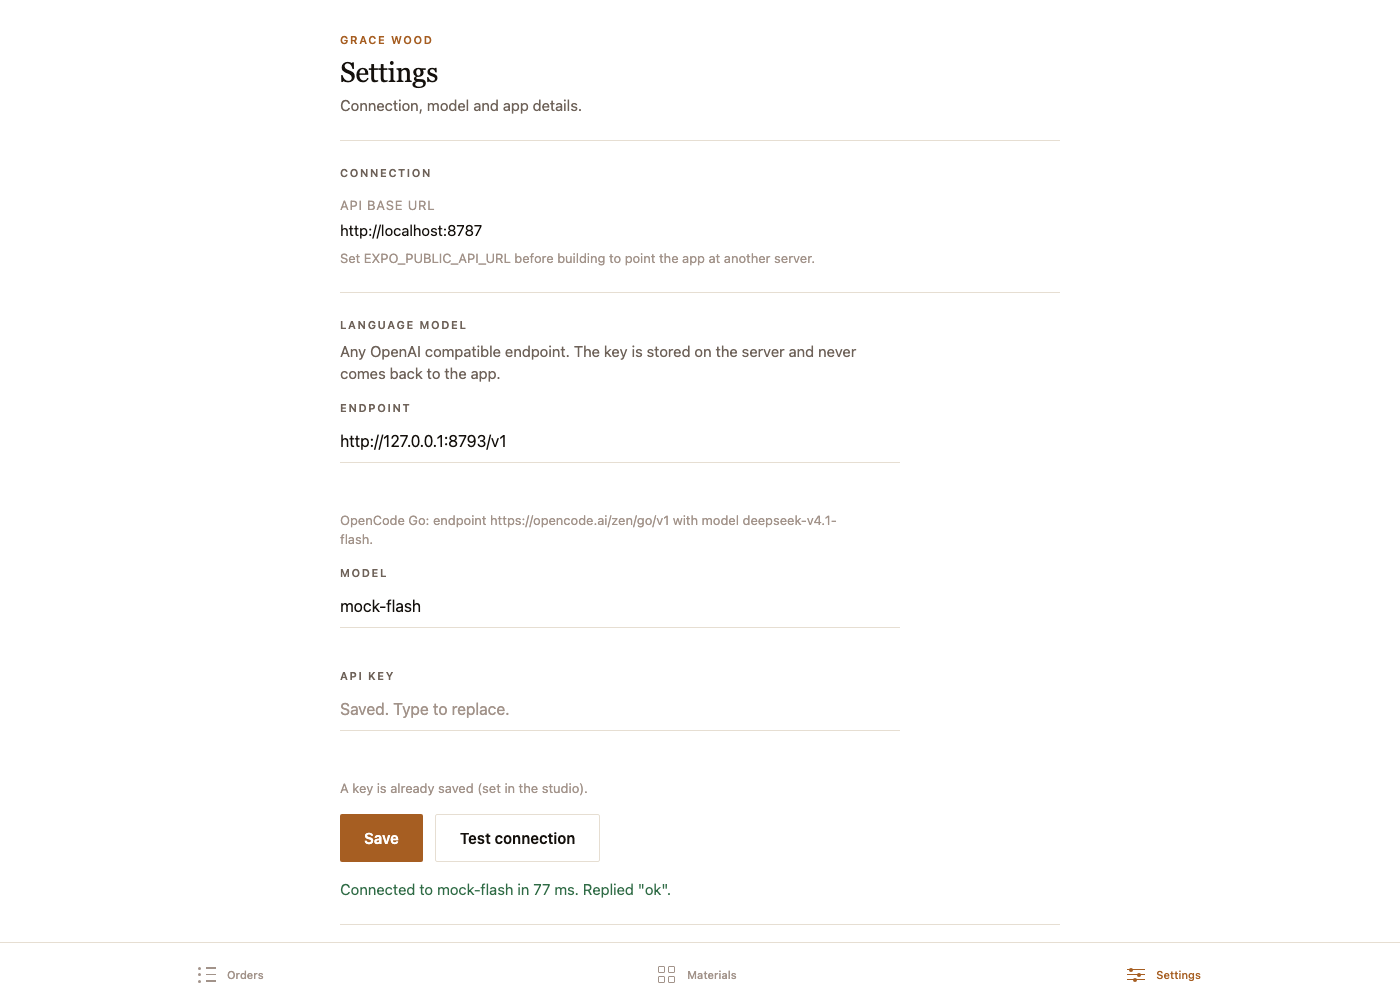 GRACE WOOD
Settings
Connection, model and app details.
CONNECTION
API BASE URL
http://localhost:8787
Set EXPO_PUBLIC_API_URL before building to point the app at another server.
LANGUAGE MODEL
Any OpenAI compatible endpoint. The key is stored on the server and never
comes back to the app.
ENDPOINT
http://127.0.0.1:8793/v1
OpenCode Go: endpoint https://opencode.ai/zen/go/v1 with model deepseek-v4.1-
flash.
MODEL
mock-flash
API KEY
Saved. Type to replace.
A key is already saved (set in the studio).
Save
Test connection
Connected to mock-flash in 77 ms. Replied "ok".
Orders
Materials
Settings